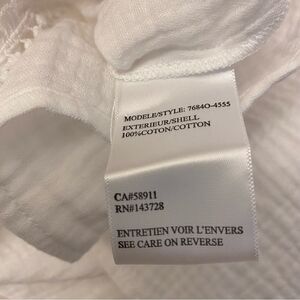 MODELE/STYLE: 7684O-4555
EXTERIEUR/SHELL
100%COTON/COTTON
CA#58911
RN#143728
ENTRETIEN VOIR L'ENVERS
SEE CARE ON REVERSE